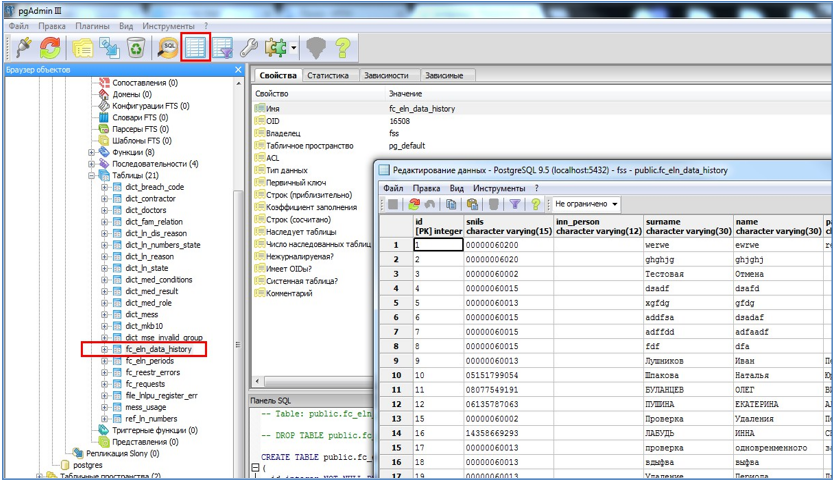 pgAdmin III
Файл Правка Плагины Вид Инструменты ?
SQL
Браузер объектов
Сопоставления (0)
Домены (0)
Конфигурации FTS (0)
Словари FTS (0)
Парсеры FTS (0)
Шаблоны FTS (0)
Функции (8)
Последовательности (4)
Таблицы (21)
dict_breach_code
dict_contractor
dict_doctors
dict_fam_relation
dict_ln_dis_reason
dict_ln_numbers_state
dict_ln_reason
dict_ln_state
dict_med_conditions
dict_med_result
dict_med_role
dict_mess
dict_mkb10
dict_mse_invalid_group
fc_eln_data_history
fc_eln_periods
fc_reestr_errors
fc_requests
file_lnlpu_register_err
mess_usage
ref_ln_numbers
Триггерные функции (0)
Представления (0)
Репликация Slony (0)
postgres
Табличные пространства (2)
Свойства Статистика Зависимости Зависимые
Свойство Значение
Имя fc_eln_data_history
OID 16508
Владелец fss
Табличное пространство pg_default
ACL
Тип данных
Первичный ключ
Строк (приблизительно)
Коэффициент заполнения
Строк (сосчитано)
Наследует таблицы
Число наследованных таблиц
Нежурналируемая?
Имеет OIDы?
Системная таблица?
Комментарий
Панель SQL
-- Table: public.fc_eln_
-- DROP TABLE public.fc_
CREATE TABLE public.fc_e
(
Редактирование данных - PostgreSQL 9.5 (localhost:5432) - fss - public.fc_eln_data_history
Файл Правка Вид Инструменты ?
Не ограничено
id snils inn_person surname name
[PK] integer character varying(15) character varying(12) character varying(30) character varying(30)
1 1 00000060200 werwe ewrwe
2 2 00000006020 ghghjg ghjghj
3 3 00000060002 Тестовая Отмена
4 4 00000060015 dsadf dsafd
5 5 00000060013 xgfdg gfdg
6 6 00000060015 addfsa dsadaf
7 7 00000060015 adffdd adfaadf
8 8 00000060015 fdf dfa
9 9 00000060013 Лушников Иван
10 10 05151799054 Шпакова Наталья
11 11 08077549191 БУЛАНЦЕВ ОЛЕГ
12 12 06135787063 ПУШИНА ЕКАТЕРИНА
13 15 00000060002 Проверка Удаления
14 16 14358669293 ЛАБУДЬ ИННА
15 17 00000060013 проверка одновременного
16 18 00000060013 вдыфва выфва
17 19 00000060013 Удаление Периода